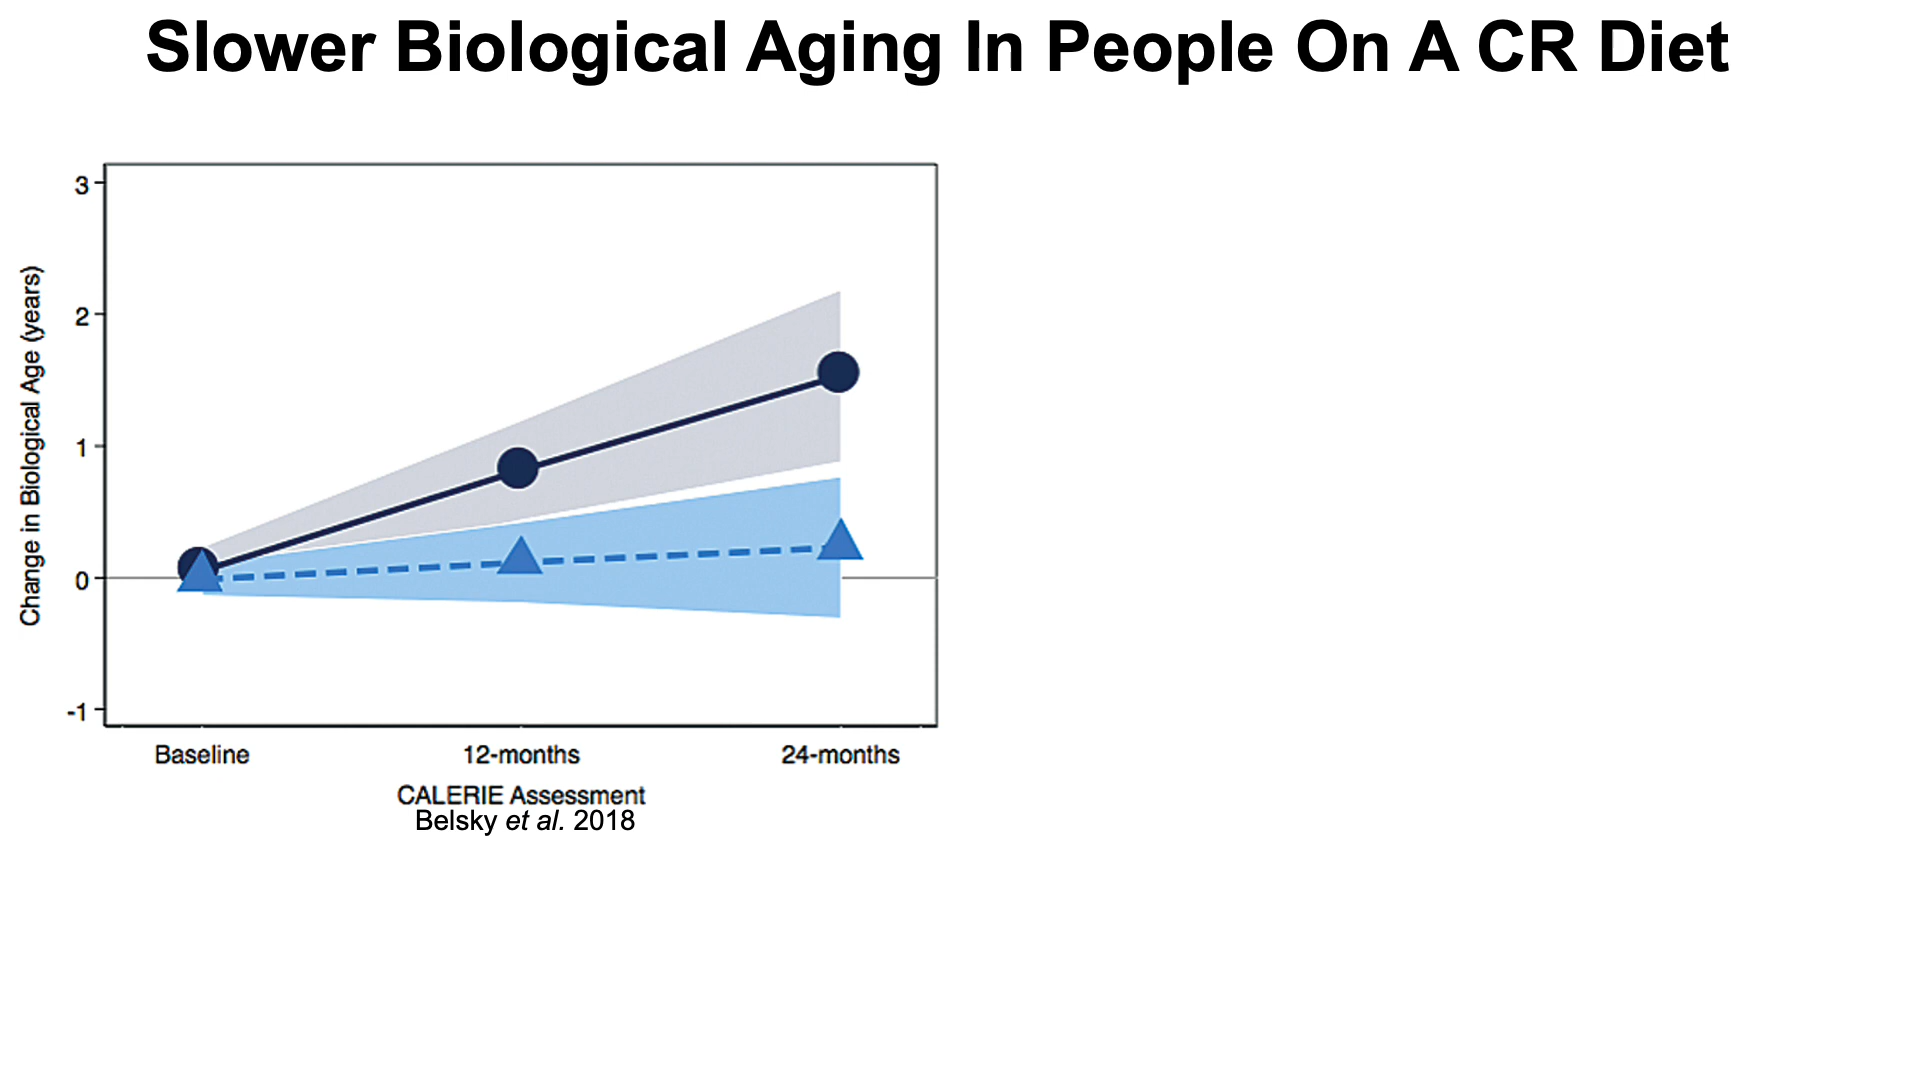 Slower Biological Aging In People On A CR Diet
Change in Biological Age (years)
3
2
1
0
-1
Baseline 12-months 24-months
CALERIE Assessment
Belsky et al. 2018